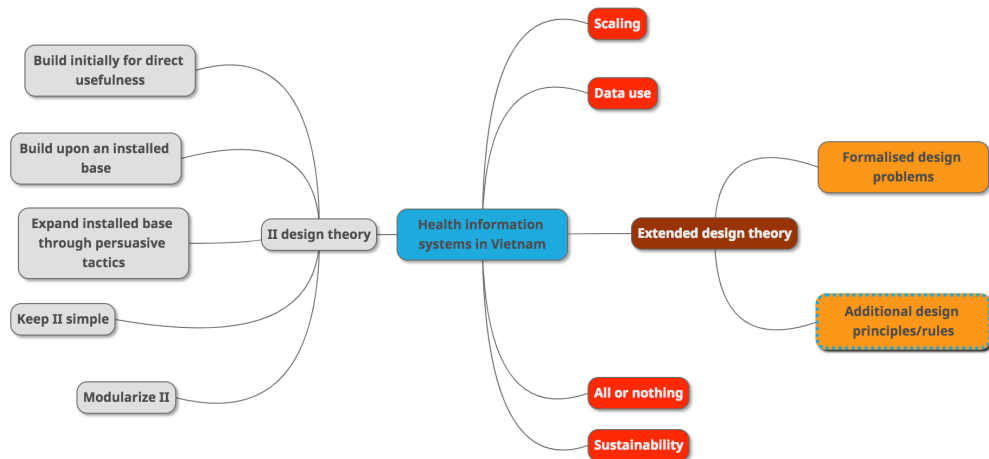 Scaling
Build initially for direct
usefulness
Data use
Build upon an installed
base
Formalised design
problems
Expand installed base
through persuasive
tactics
II design theory
Health information
systems in Vietnam
Extended design theory
Keep II simple
Additional design
principles/rules
Modularize II
All or nothing
Sustainability